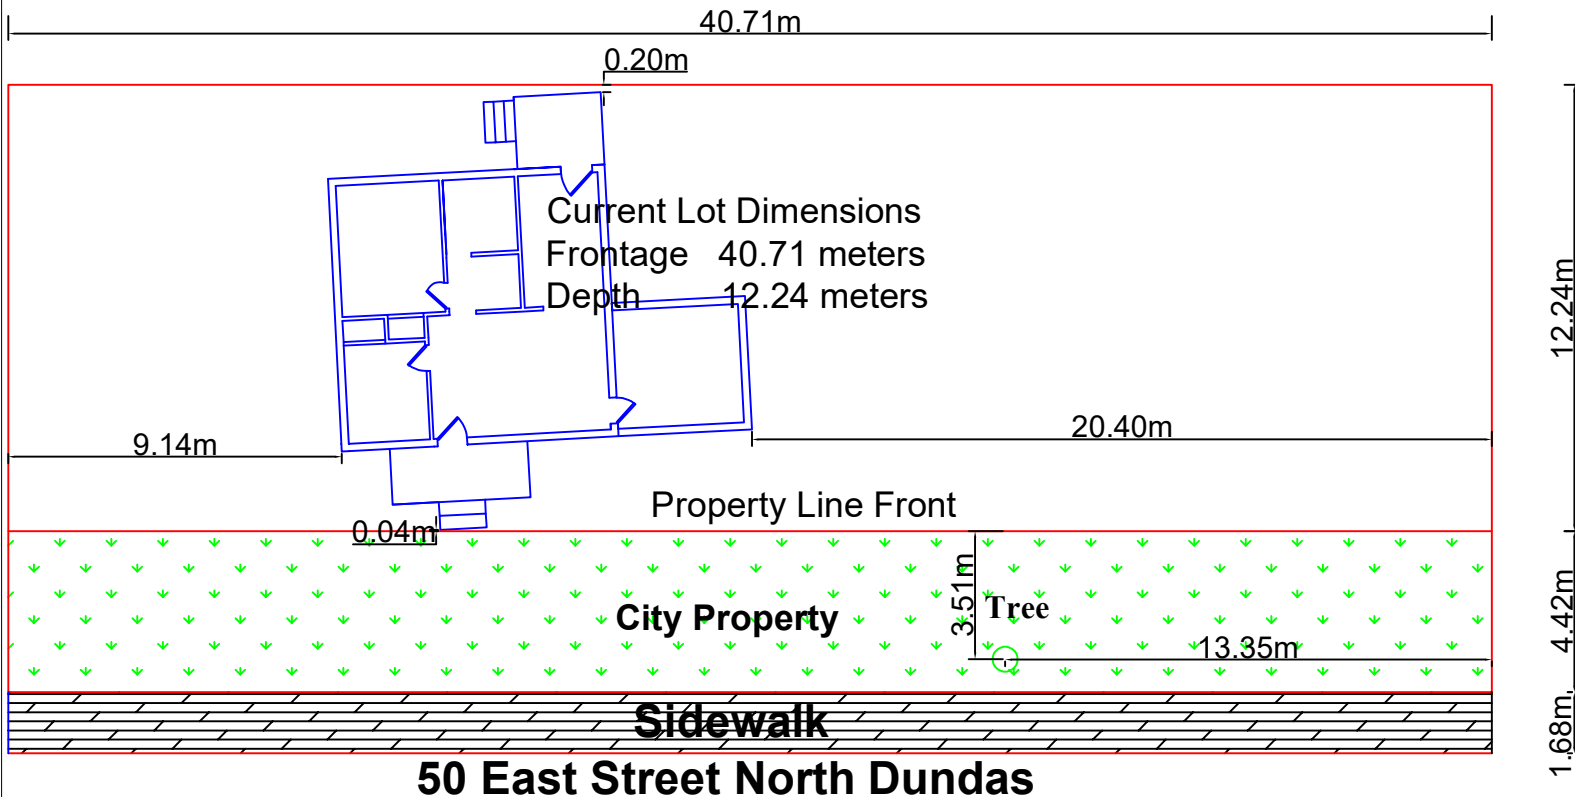 40.71m
0.20m
Current Lot Dimensions
Frontage 40.71 meters
Depth 12.24 meters
12.24m
20.40m
9.14m
Property Line Front
0.04m
3.51m
Tree
City Property
4.42m
13.35m
Sidewalk
1.68m
50 East Street North Dundas